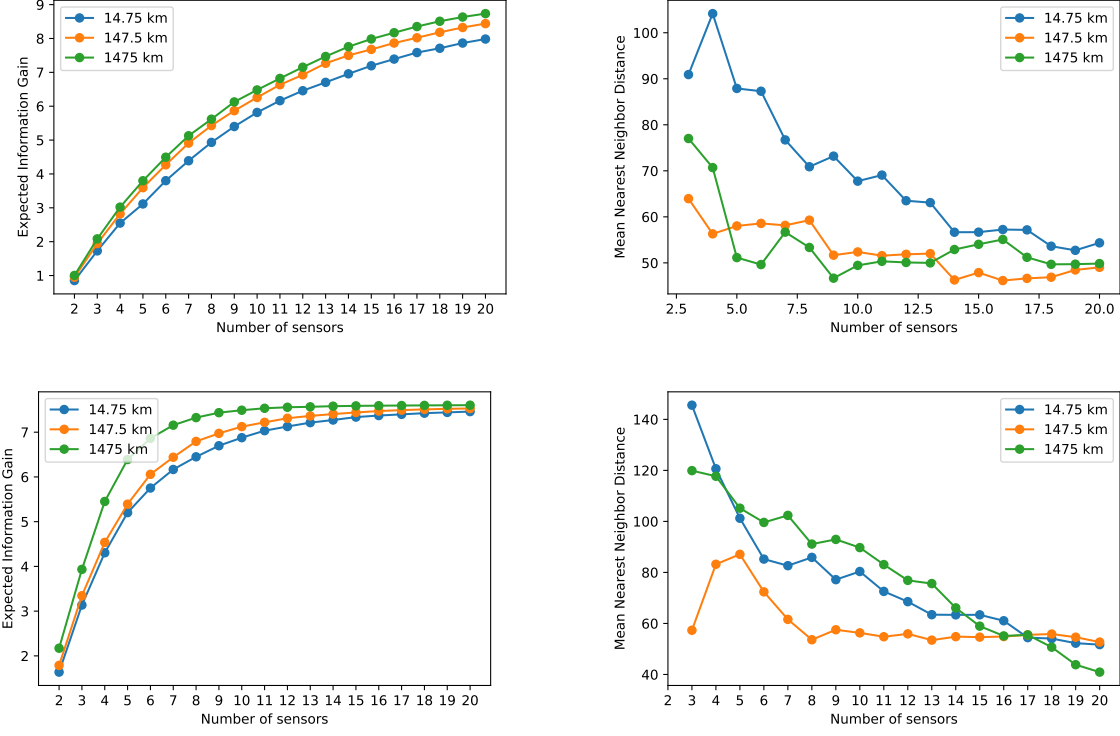 9
8
7
6
5
4
3
2
1
Expected Information Gain
14.75 km
147.5 km
1475 km
2 3 4 5 6 7 8 9 10 11 12 13 14 15 16 17 18 19 20
Number of sensors
100
90
80
70
60
50
Mean Nearest Neighbor Distance
14.75 km
147.5 km
1475 km
2.5 5.0 7.5 10.0 12.5 15.0 17.5 20.0
Number of sensors
7
6
5
4
3
2
Expected Information Gain
14.75 km
147.5 km
1475 km
2 3 4 5 6 7 8 9 10 11 12 13 14 15 16 17 18 19 20
Number of sensors
140
120
100
80
60
40
Mean Nearest Neighbor Distance
14.75 km
147.5 km
1475 km
2 3 4 5 6 7 8 9 10 11 12 13 14 15 16 17 18 19 20
Number of sensors